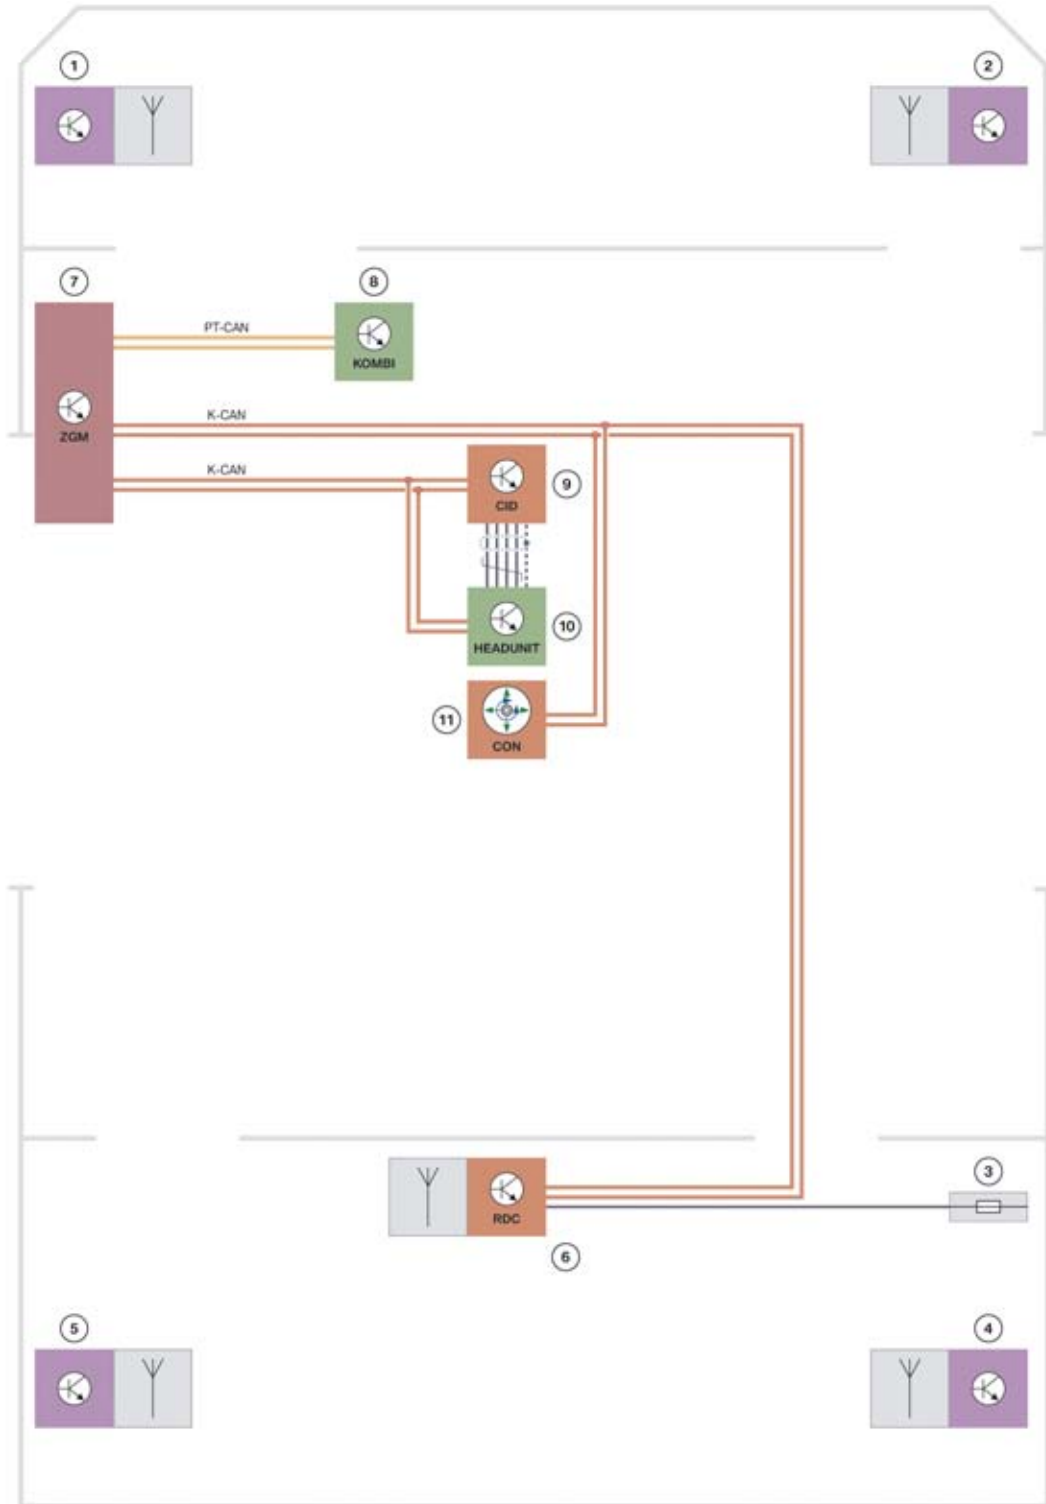 1
2
7
8
PT-CAN
KOMBI
K-CAN
ZGM
K-CAN
9
CID
10
HEADUNIT
11
CON
3
RDC
6
5
4